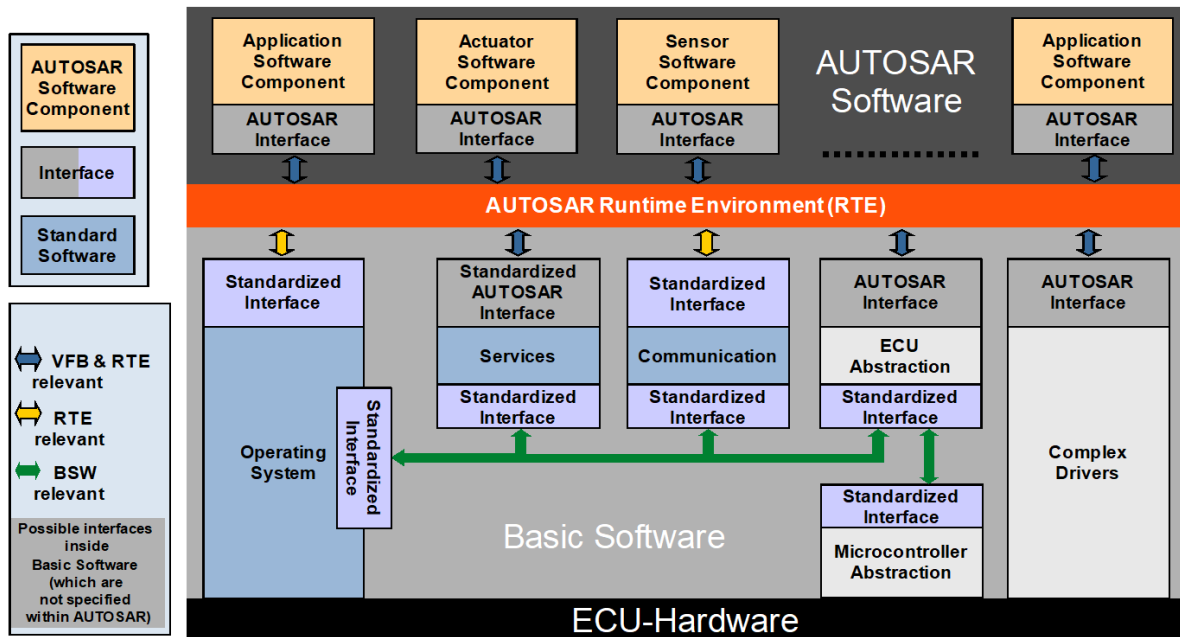 AUTOSAR
Software
Component
Interface
Standard
Software
VFB & RTE
relevant
RTE
relevant
BSW
relevant
Possible interfaces
inside
Basic Software
(which are
not specified
within AUTOSAR)
Application
Software
Component
AUTOSAR
Interface
Actuator
Software
Component
AUTOSAR
Interface
Sensor
Software
Component
AUTOSAR
Interface
AUTOSAR
Software
..............
Application
Software
Component
AUTOSAR
Interface
AUTOSAR Runtime Environment (RTE)
Standardized
Interface
Operating
System
Standardized
Interface
Standardized
AUTOSAR
Interface
Services
Standardized
Interface
Standardized
Interface
Communication
Standardized
Interface
AUTOSAR
Interface
ECU
Abstraction
Standardized
Interface
Standardized
Interface
Microcontroller
Abstraction
AUTOSAR
Interface
Complex
Drivers
Basic Software
ECU-Hardware